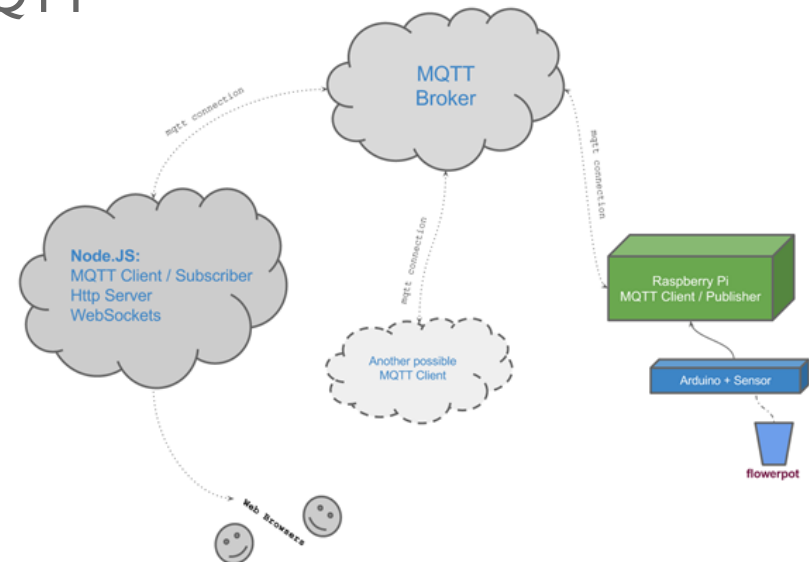 MQTT
Broker
mqtt connection
mqtt connection
mqtt connection
Node.JS:
MQTT Client / Subscriber
Http Server
WebSockets
Another possible
MQTT Client
Raspberry Pi
MQTT Client / Publisher
Arduino + Sensor
flowerpot
Web Browsers